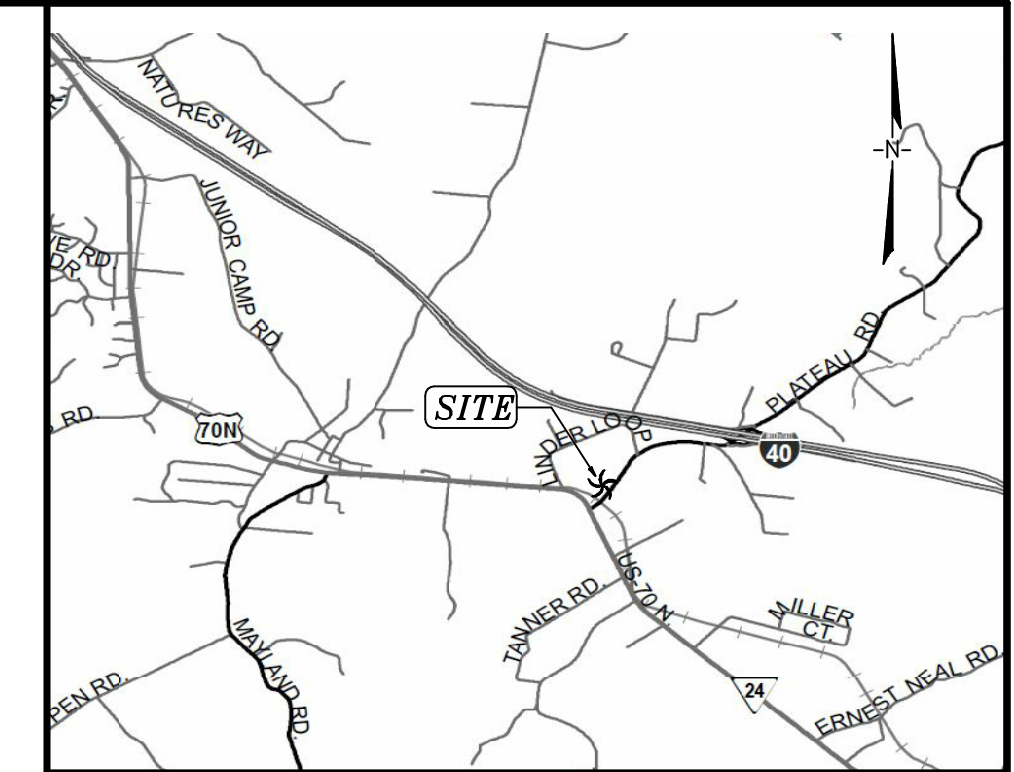 NATURES WAY
-N-
JUNIOR CAMP RD.
VE RD.
DR.
PLATEAU RD.
SITE
RD.
70N
LINDER LOOP
40
US-70 N
TANNER RD.
MILLER
CT.
MAYLAND RD.
PEN RD.
24
ERNEST NEAL RD.